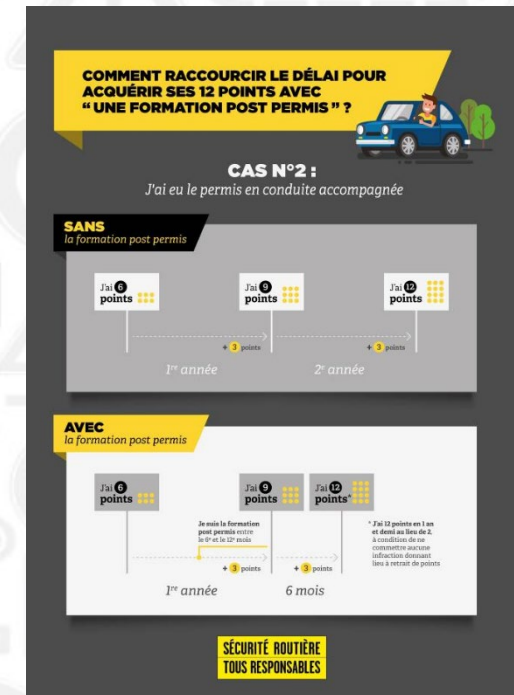 COMMENT RACCOURCIR LE DÉLAI POUR
ACQUÉRIR SES 12 POINTS AVEC
“ UNE FORMATION POST PERMIS ” ?
CAS N°2 :
J'ai eu le permis en conduite accompagnée
SANS
la formation post permis
J'ai 6
points
J'ai 9
points
J'ai 12
points
+ 3 points
+ 3 points
1re année
2e année
AVEC
la formation post permis
J'ai 6
points
J'ai 9
points
J'ai 12
points*
Je suis la formation
post permis entre
le 6e et le 12e mois
* J'ai 12 points en 1 an
et demi au lieu de 2,
à condition de ne
commettre aucune
infraction donnant
lieu à retrait de points
+ 3 points
+ 3 points
1re année
6 mois
SÉCURITÉ ROUTIÈRE
TOUS RESPONSABLES